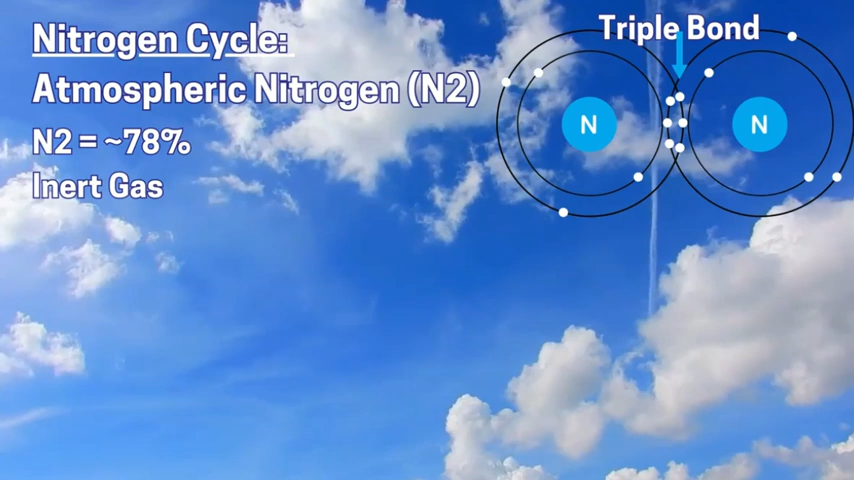 Nitrogen Cycle:
Atmospheric Nitrogen (N2)
N2 = ~78%
Inert Gas
Triple Bond
N
N